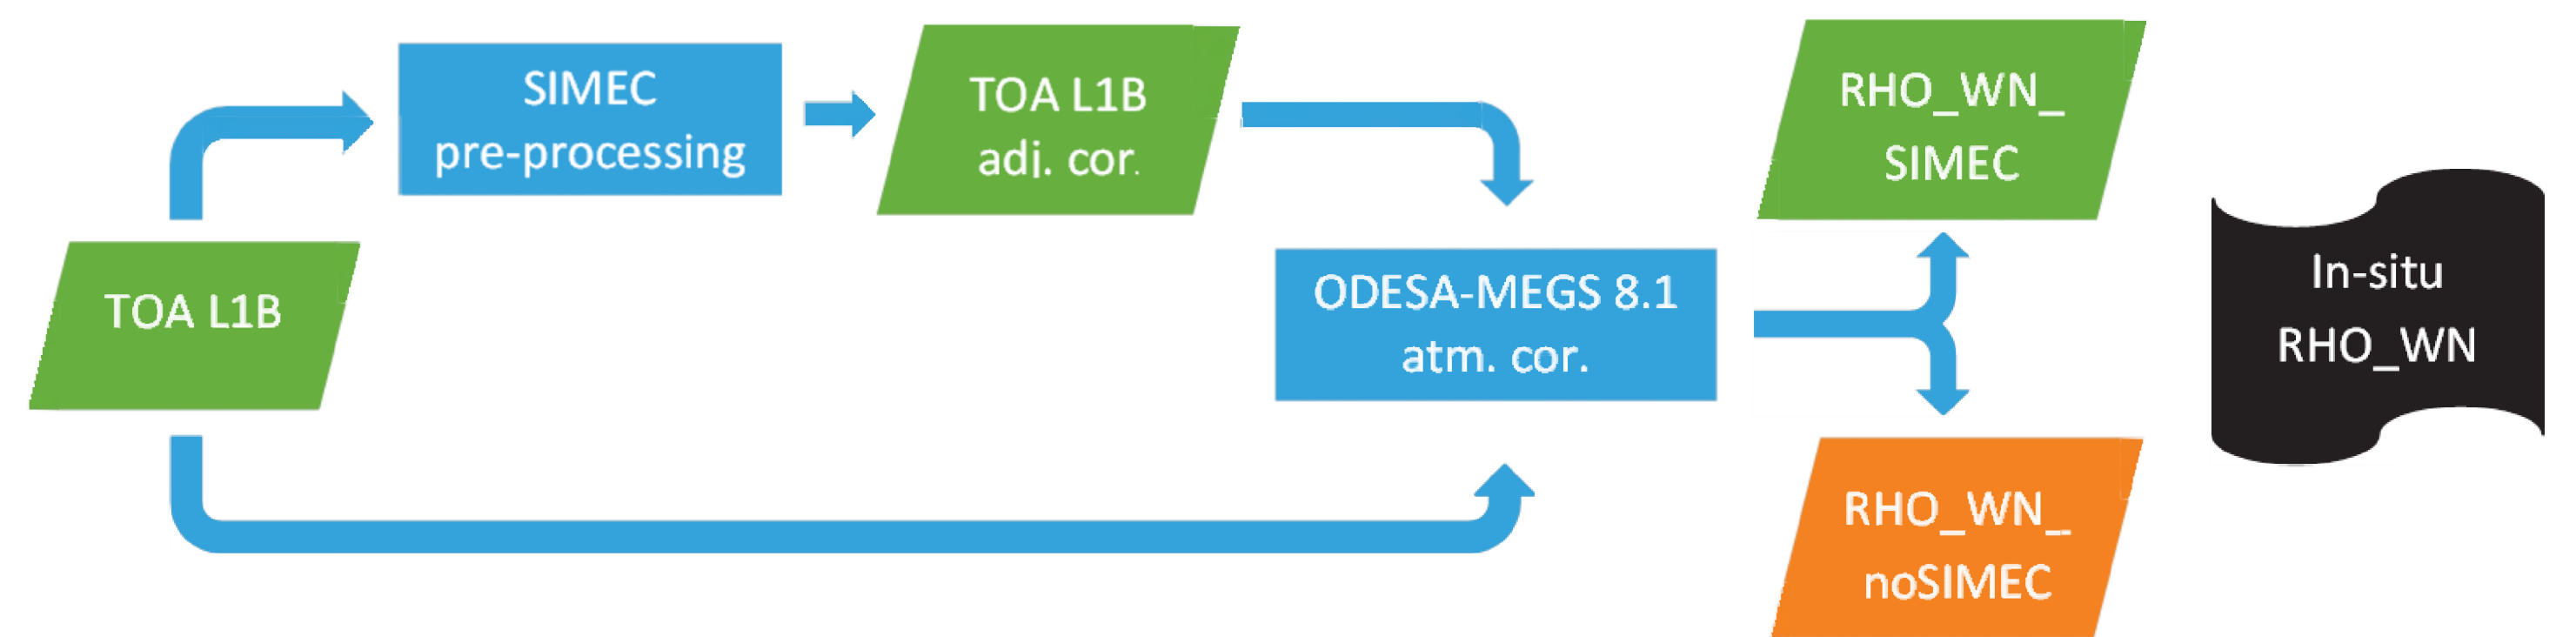 TOA L1B
SIMEC
pre-processing
TOA L1B
adj. cor.
ODESA-MEGS 8.1
atm. cor.
RHO_WN_
SIMEC
RHO_WN_
noSIMEC
In-situ
RHO_WN